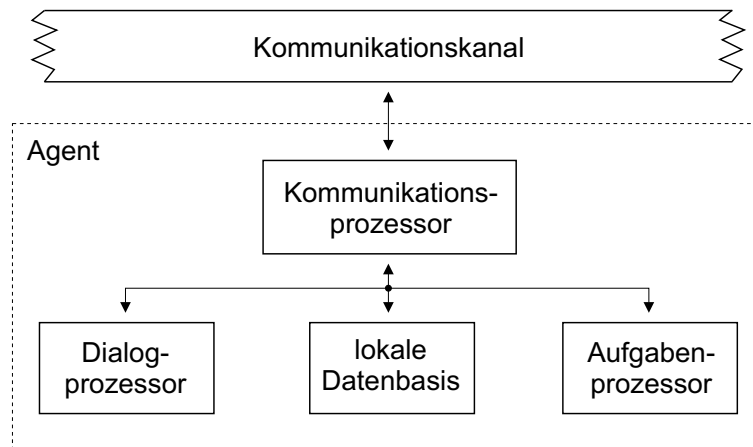 Kommunikationskanal
Agent
Kommunikations-
prozessor
Dialog-
prozessor
lokale
Datenbasis
Aufgaben-
prozessor